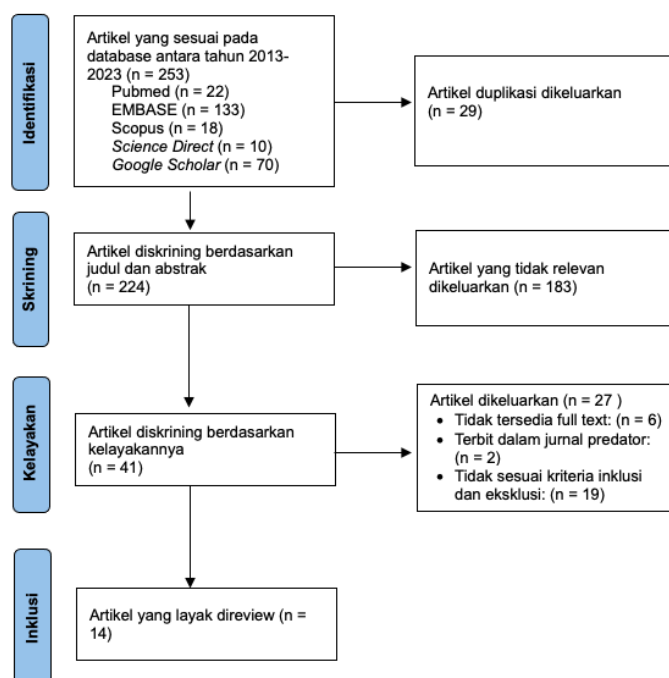 Identifikasi
Artikel yang sesuai pada
database antara tahun 2013-
2023 (n = 253)
Pubmed (n = 22)
EMBASE (n = 133)
Scopus (n = 18)
Science Direct (n = 10)
Google Scholar (n = 70)
Artikel duplikasi dikeluarkan
(n = 29)
Skrining
Artikel diskrining berdasarkan
judul dan abstrak
(n = 224)
Artikel yang tidak relevan
dikeluarkan (n = 183)
Kelayakan
Artikel diskrining berdasarkan
kelayakannya
(n = 41)
Artikel dikeluarkan (n = 27 )
• Tidak tersedia full text: (n = 6)
• Terbit dalam jurnal predator:
(n = 2)
• Tidak sesuai kriteria inklusi
dan eksklusi: (n = 19)
Inklusi
Artikel yang layak direview (n =
14)